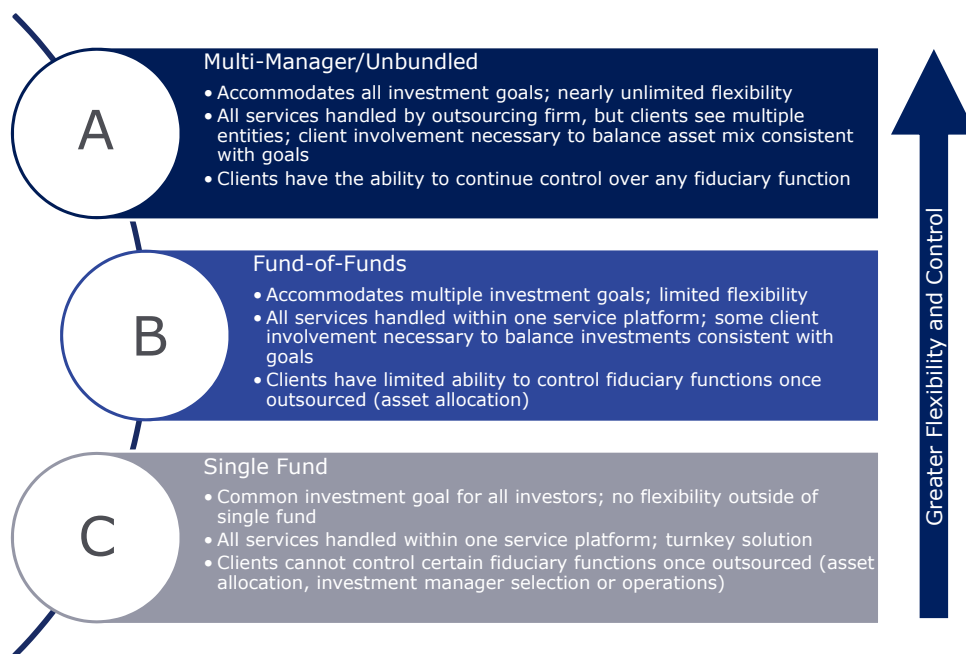 A
Multi-Manager/Unbundled
• Accommodates all investment goals; nearly unlimited flexibility
• All services handled by outsourcing firm, but clients see multiple
entities; client involvement necessary to balance asset mix consistent
with goals
• Clients have the ability to continue control over any fiduciary function
B
Fund-of-Funds
• Accommodates multiple investment goals; limited flexibility
• All services handled within one service platform; some client
involvement necessary to balance investments consistent with
goals
• Clients have limited ability to control fiduciary functions once
outsourced (asset allocation)
C
Single Fund
• Common investment goal for all investors; no flexibility outside of
single fund
• All services handled within one service platform; turnkey solution
• Clients cannot control certain fiduciary functions once outsourced (asset
allocation, investment manager selection or operations)
Greater Flexibility and Control